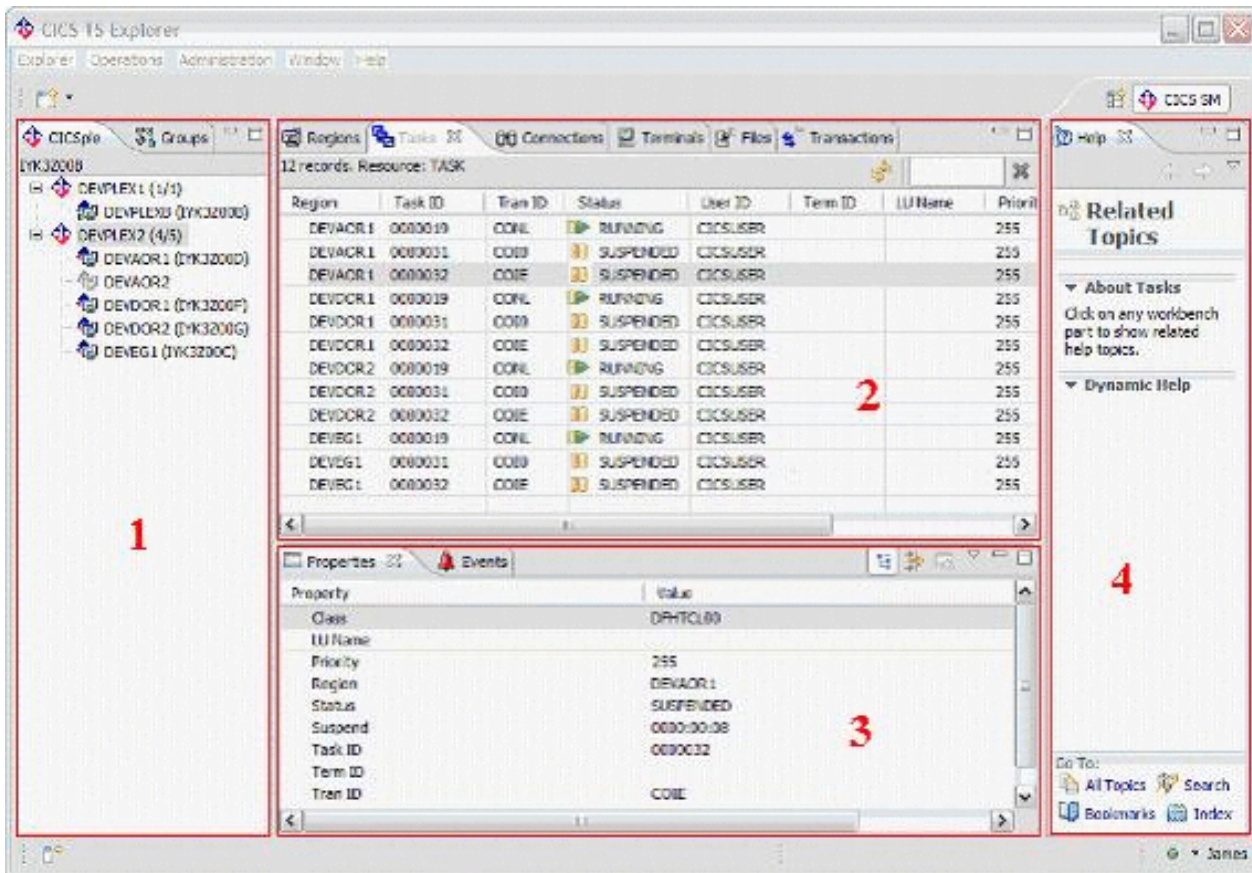 CICS TS Explorer
Explorer Operations Administration Window Help
CICS SM
CICSplex Groups
IYK3Z00B
DEVPLEX1 (1/1)
DEVPLEXB (IYK3Z00B)
DEVPLEX2 (4/5)
DEVAOR1 (IYK3Z00D)
DEVAOR2
DEVDOR1 (IYK3Z00F)
DEVDOR2 (IYK3Z00G)
DEVEG1 (IYK3Z00C)
1
Regions Tasks Connections Terminals Files Transactions
12 records. Resource: TASK
Region Task ID Tran ID Status User ID Term ID LU Name Priorit
DEVAOR1 0000019 CONL RUNNING CICSUSER 255
DEVAOR1 0000031 COI0 SUSPENDED CICSUSER 255
DEVAOR1 0000032 COIE SUSPENDED CICSUSER 255
DEVDOR1 0000019 CONL RUNNING CICSUSER 255
DEVDOR1 0000031 COI0 SUSPENDED CICSUSER 255
DEVDOR1 0000032 COIE SUSPENDED CICSUSER 255
DEVDOR2 0000019 CONL RUNNING CICSUSER 255
DEVDOR2 0000031 COI0 SUSPENDED CICSUSER 255
DEVDOR2 0000032 COIE SUSPENDED CICSUSER 255
DEVEG1 0000019 CONL RUNNING CICSUSER 255
DEVEG1 0000031 COI0 SUSPENDED CICSUSER 255
DEVEG1 0000032 COIE SUSPENDED CICSUSER 255
2
Properties Events
Property Value
Class DFHTCL00
LU Name
Priority 255
Region DEVAOR1
Status SUSPENDED
Suspend 0000:00:08
Task ID 0000032
Term ID
Tran ID COIE
3
Help
Related
Topics
About Tasks
Click on any workbench
part to show related
help topics.
Dynamic Help
4
Go To:
All Topics Search
Bookmarks Index
James